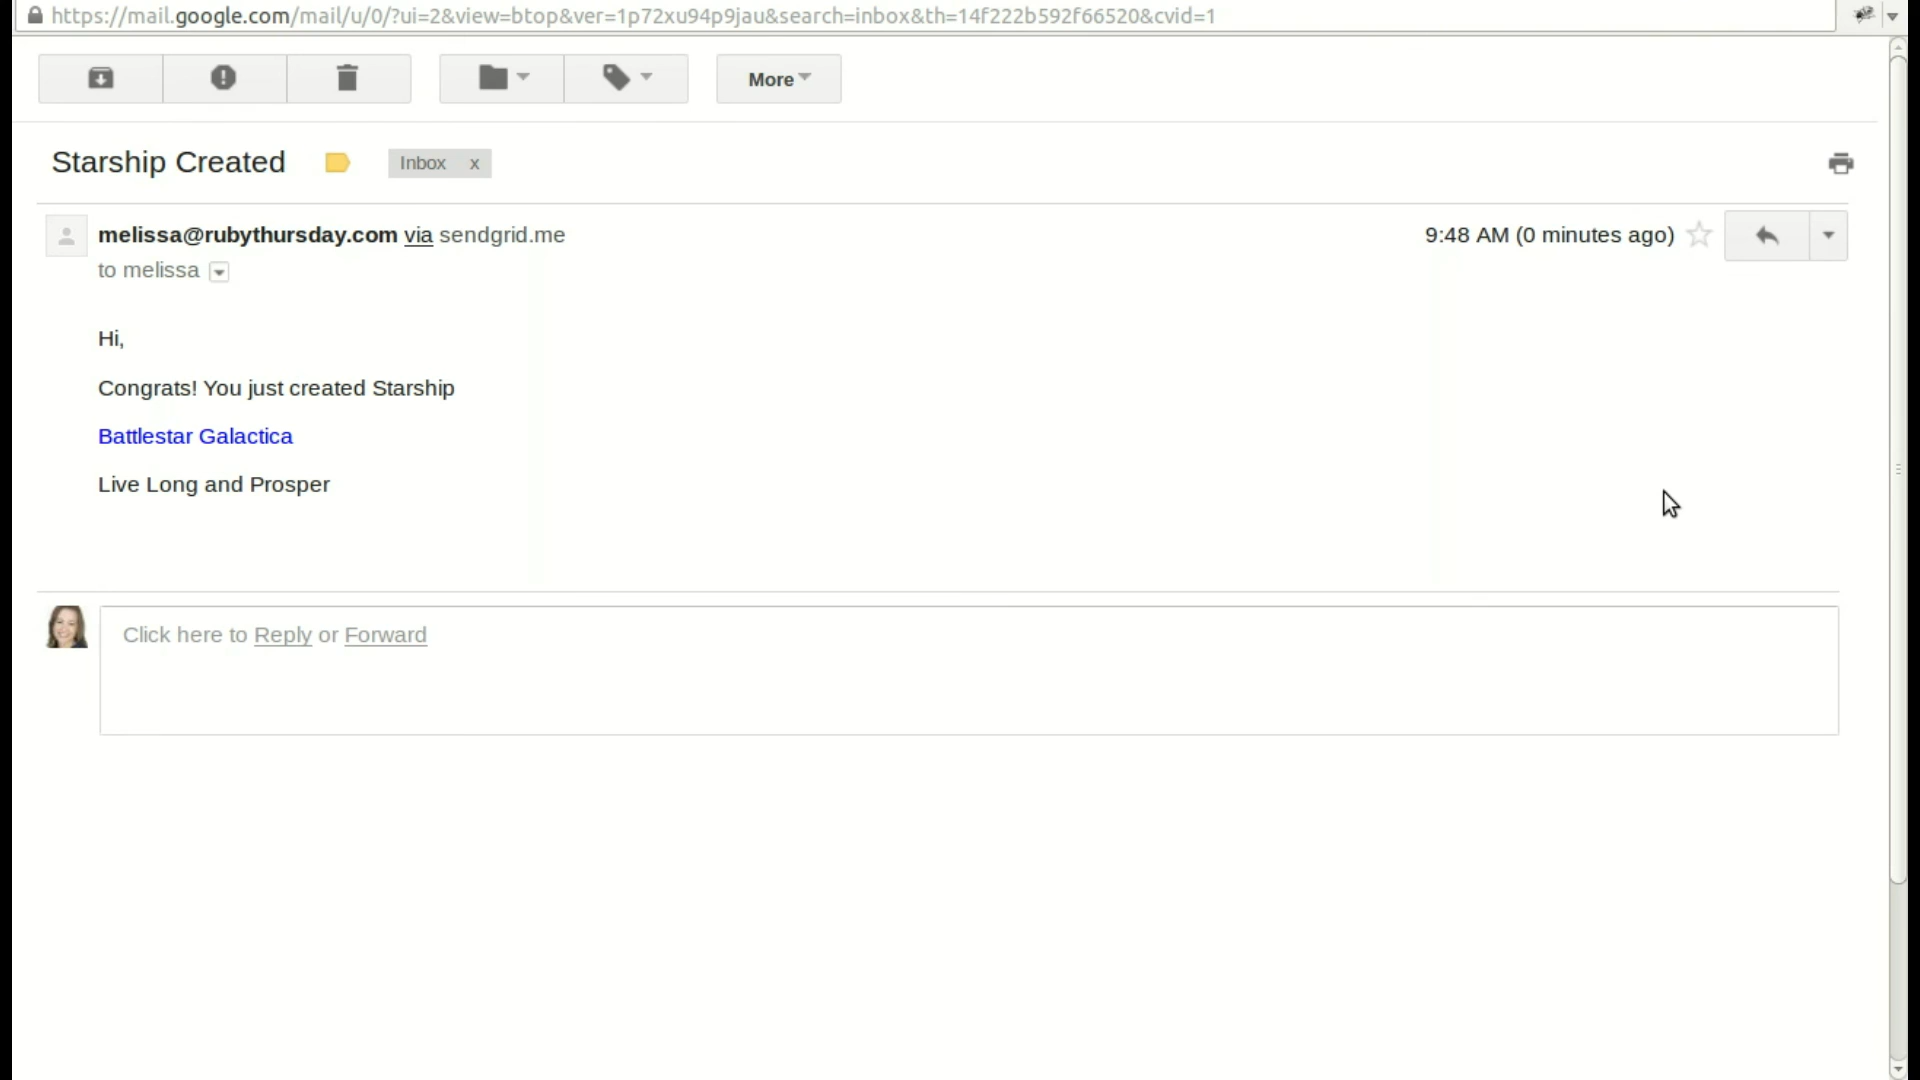 https://mail.google.com/mail/u/0/?ui=2&view=btop&ver=1p72xu94p9jau&search=inbox&th=14f222b592f66520&cvid=1
More
Starship Created Inbox x
melissa@rubythursday.com via sendgrid.me 9:48 AM (0 minutes ago)
to melissa
Hi,
Congrats! You just created Starship
Battlestar Galactica
Live Long and Prosper
Click here to Reply or Forward